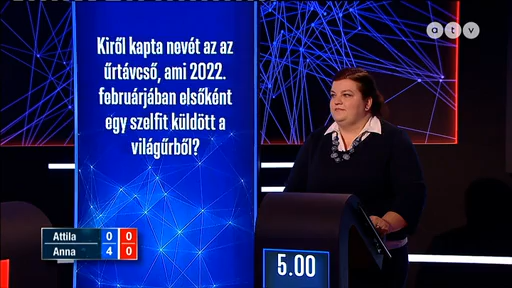 atv
Kiről kapta nevét az az
űrtávcső, ami 2022.
februárjában elsőként
egy szelfit küldött a
világűrből?
Attila 0 0
Anna 4 0
5.00